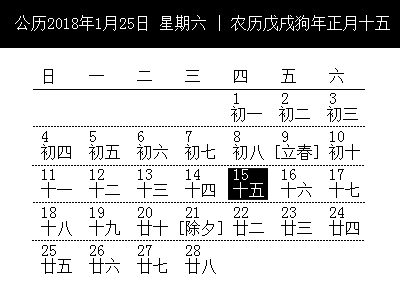 公历2018年1月25日 星期六 | 农历戊戌狗年正月十五
日 一 二 三 四 五 六
1 2 3
初一 初二 初三
4 5 6 7 8 9 10
初四 初五 初六 初七 初八 [立春] 初十
11 12 13 14 15 16 17
十一 十二 十三 十四 十五 十六 十七
18 19 20 21 22 23 24
十八 十九 二十 [除夕] 廿二 廿三 廿四
25 26 27 28
廿五 廿六 廿七 廿八